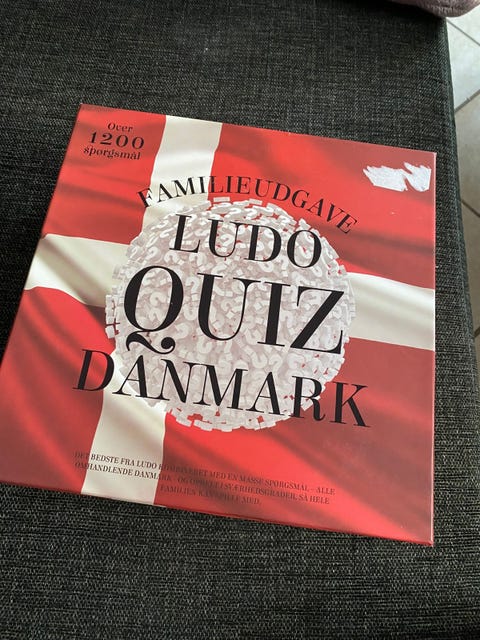 Over
1200
spørgsmål
FAMILIEUDGAVE
LUDO
QUIZ
DANMARK
DET BEDSTE FRA LUDO KOMBINERET MED EN MASSE SPØRGSMÅL - ALLE
OMHANDLENDE DANMARK - OG OPDELT I SVÆRHEDSGRADER, SÅ HELE
FAMILIEN KAN SPILLE MED.